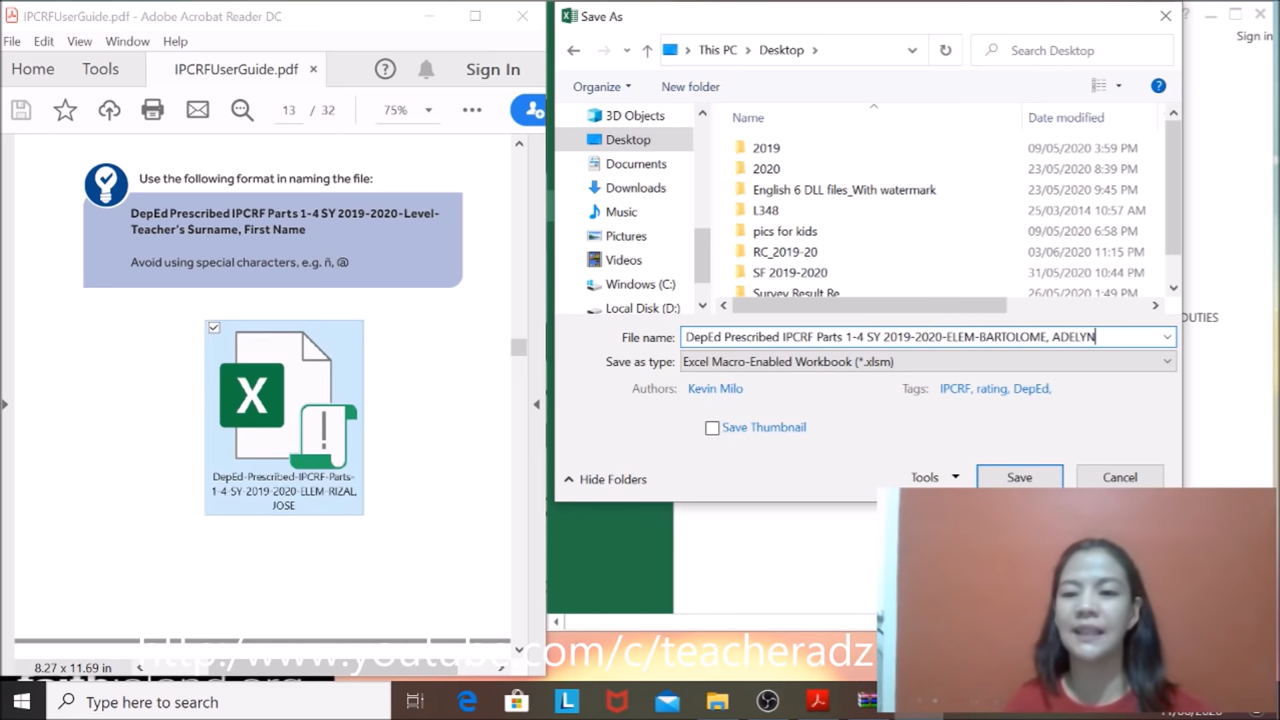 IPCRFUserGuide.pdf - Adobe Acrobat Reader DC
File Edit View Window Help
Home Tools IPCRFUserGuide.pdf × Sign In
13 / 32 75%
Use the following format in naming the file:
DepEd Prescribed IPCRF Parts 1-4 SY 2019-2020-Level-
Teacher's Surname, First Name
Avoid using special characters, e.g. ñ, @
DepEd-Prescribed-IPCRF-Parts-
1-4-SY-2019-2020-ELEM-RIZAL,
JOSE
8.27 x 11.69 in
Save As
Sign in
This PC > Desktop >
Search Desktop
Organize New folder
3D Objects
Desktop
Documents
Downloads
Music
Pictures
Videos
Windows (C:)
Local Disk (D:)
Name Date modified
2019 09/05/2020 3:59 PM
2020 23/05/2020 8:39 PM
English 6 DLL files_With watermark 23/05/2020 9:45 PM
L348 25/03/2014 10:57 AM
pics for kids 09/05/2020 6:58 PM
RC_2019-20 03/06/2020 11:15 PM
SF 2019-2020 31/05/2020 10:44 PM
Survey Result Re 26/05/2020 1:49 PM
UTIES
File name: DepEd Prescribed IPCRF Parts 1-4 SY 2019-2020-ELEM-BARTOLOME, ADELYN
Save as type: Excel Macro-Enabled Workbook (*.xlsm)
Authors: Kevin Milo Tags: IPCRF, rating, DepEd,
Save Thumbnail
Hide Folders Tools Save Cancel
http://www.youtube.com/c/teacheradz
Type here to search